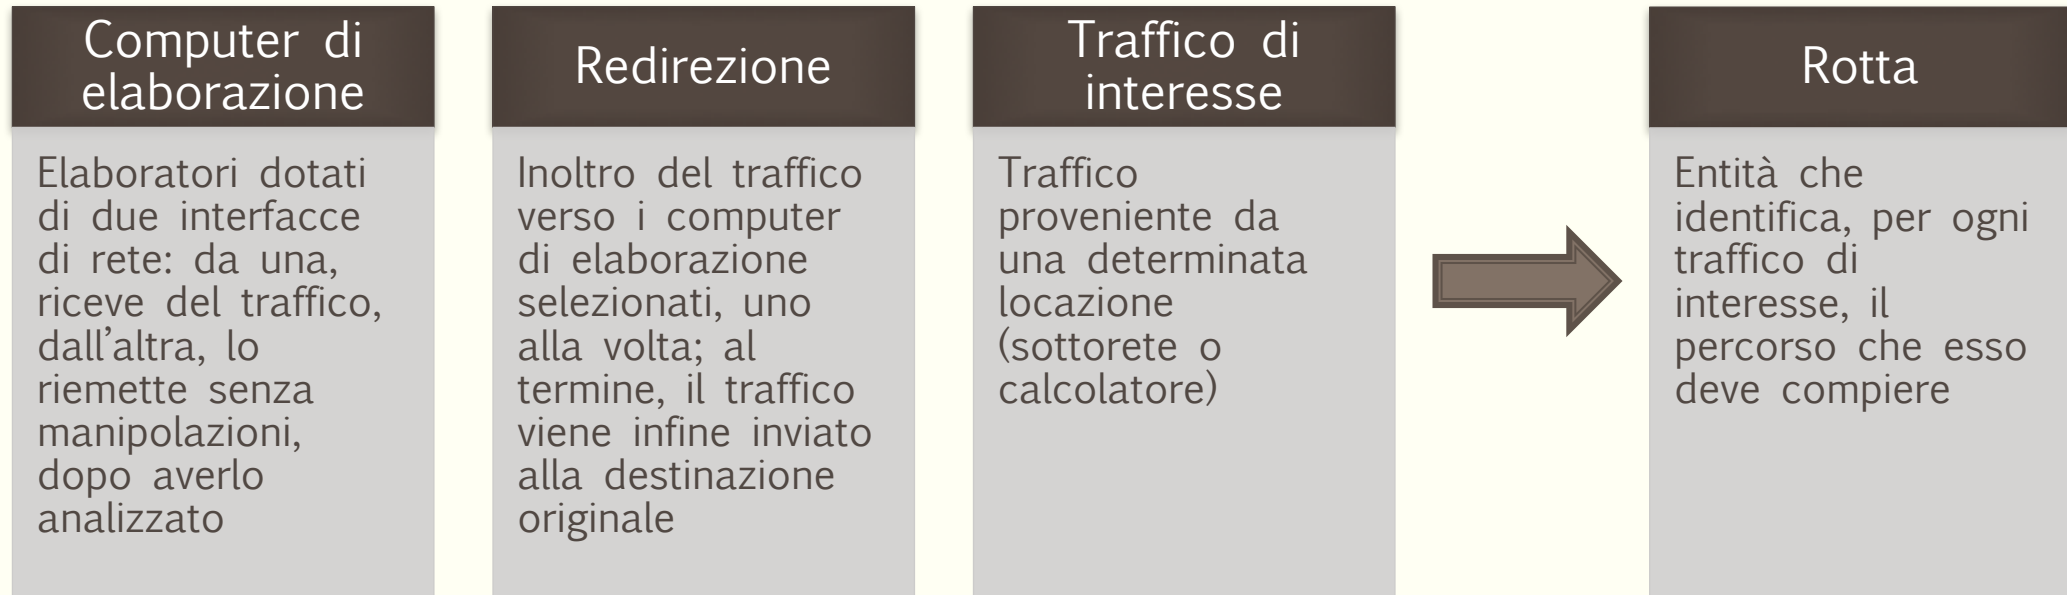 Computer di
elaborazione
Elaboratori dotati
di due interfacce
di rete: da una,
riceve del traffico,
dall’altra, lo
riemette senza
manipolazioni,
dopo averlo
analizzato
Redirezione
Inoltro del traffico
verso i computer
di elaborazione
selezionati, uno
alla volta; al
termine, il traffico
viene infine inviato
alla destinazione
originale
Traffico di
interesse
Traffico
proveniente da
una determinata
locazione
(sottorete o
calcolatore)
Rotta
Entità che
identifica, per ogni
traffico di
interesse, il
percorso che esso
deve compiere